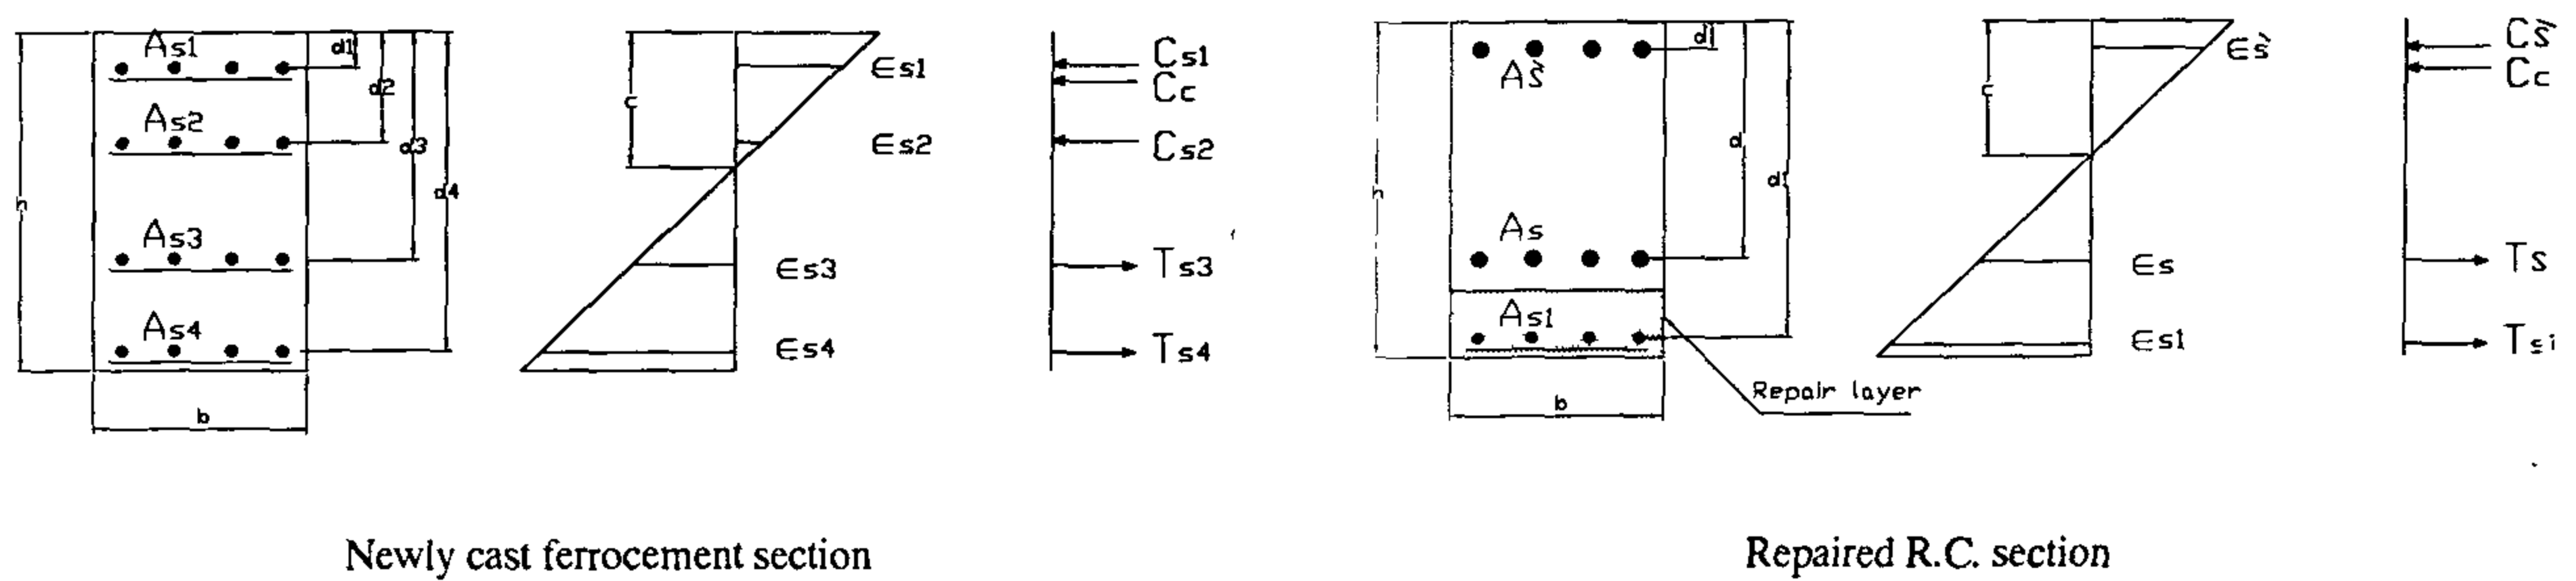 As1
d1
As2
d2
As3
d3
As4
d4
h
b
c
∈s1
∈s2
∈s3
∈s4
Cs1
Cc
Cs2
Ts3
Ts4
As'
d'
As
d
As1
d1
h
b
Repair layer
c
∈s'
∈s
∈s1
Cs'
Cc
Ts
Ts1
Newly cast ferrocement section
Repaired R.C. section